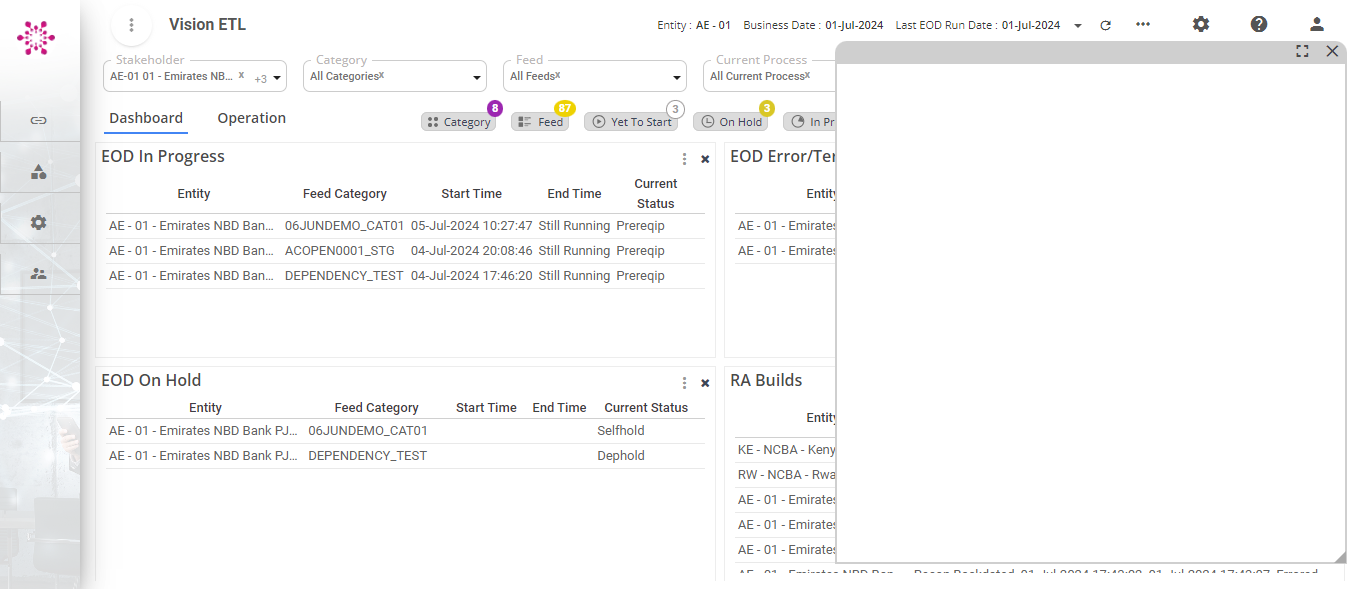 Vision ETL
Entity : AE - 01 Business Date : 01-Jul-2024 Last EOD Run Date : 01-Jul-2024
Stakeholder Category Feed Current Process
AE-01 01 - Emirates NB... x +3 All Categoriesx All Feedsx All Current Processx
Dashboard Operation
Category 8 Feed 87 Yet To Start 3 On Hold 3 In Pr
EOD In Progress
Entity Feed Category Start Time End Time Current Status
AE - 01 - Emirates NBD Ban... 06JUNDEMO_CAT01 05-Jul-2024 10:27:47 Still Running Prereqip
AE - 01 - Emirates NBD Ban... ACOPEN0001_STG 04-Jul-2024 20:08:46 Still Running Prereqip
AE - 01 - Emirates NBD Ban... DEPENDENCY_TEST 04-Jul-2024 17:46:20 Still Running Prereqip
EOD Error/Ter
Entity
AE - 01 - Emirates
AE - 01 - Emirates
EOD On Hold
Entity Feed Category Start Time End Time Current Status
AE - 01 - Emirates NBD Bank PJ... 06JUNDEMO_CAT01 Selfhold
AE - 01 - Emirates NBD Bank PJ... DEPENDENCY_TEST Dephold
RA Builds
Entity
KE - NCBA - Keny
RW - NCBA - Rwa
AE - 01 - Emirates
AE - 01 - Emirates
AE - 01 - Emirates